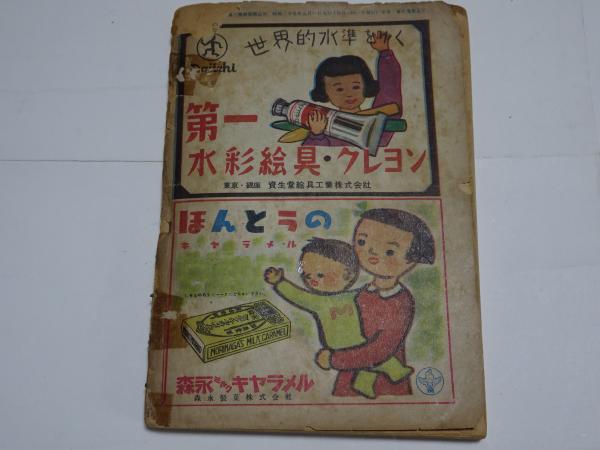 Daiichi
世界的水準をゆく
第一
水彩絵具・クレヨン
東京・銀座 資生堂絵具工業株式会社
ほんとうの
キャラメル
M
MORINAGA'S MILK CARAMEL
森永ミルクキャラメル
森永製菓株式会社